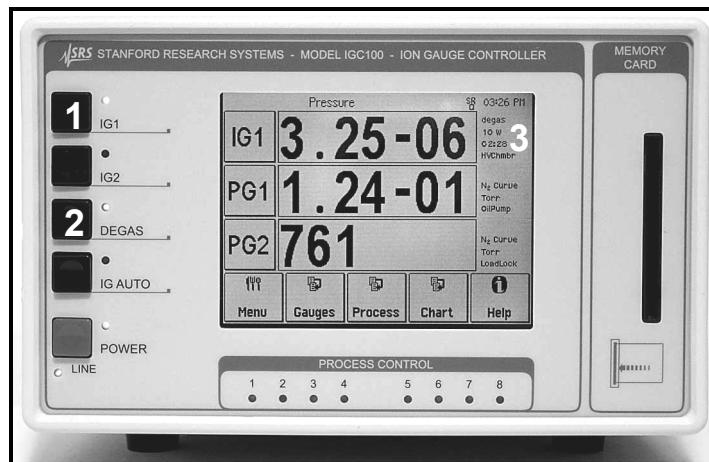 SRS STANFORD RESEARCH SYSTEMS - MODEL IGC100 - ION GAUGE CONTROLLER
MEMORY
CARD
1
IG1
IG2
2
DEGAS
IG AUTO
POWER
LINE
Pressure
SR 03:26 PM
IG1 3.25-06
degas
10 W
02:28
HVChmbr
3
PG1 1.24-01
N₂ Curve
Torr
OilPump
PG2 761
N₂ Curve
Torr
LoadLock
Menu Gauges Process Chart Help
PROCESS CONTROL
1 2 3 4 5 6 7 8